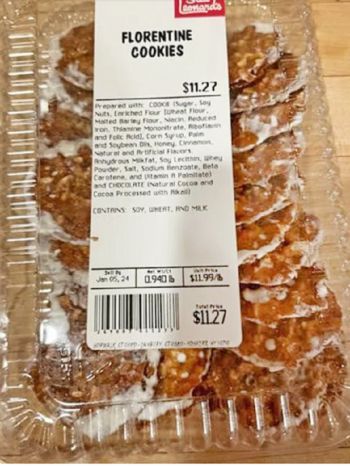 Leonard's
FLORENTINE
COOKIES
$11.27
Prepared with: COOKIE (Sugar, Soy
Nuts, Enriched Flour [Wheat Flour,
Malted Barley Flour, Niacin, Reduced
Iron, Thiamine Mononitrate, Riboflavin
and Folic Acid], Corn Syrup, Palm
and Soybean Oils, Honey, Cinnamon,
Natural and Artificial Flavors,
Anhydrous Milkfat, Soy Lecithin, Whey
Powder, Salt, Sodium Benzoate, Beta
Carotene, and Vitamin A Palmitate)
and CHOCOLATE (Natural Cocoa and
Cocoa Processed with Alkali)
CONTAINS: SOY, WHEAT, AND MILK
Sell By
Jan 05, 24
Net Wt/Ct
0.940 lb
Unit Price
$11.99/lb
Total Price
$11.27